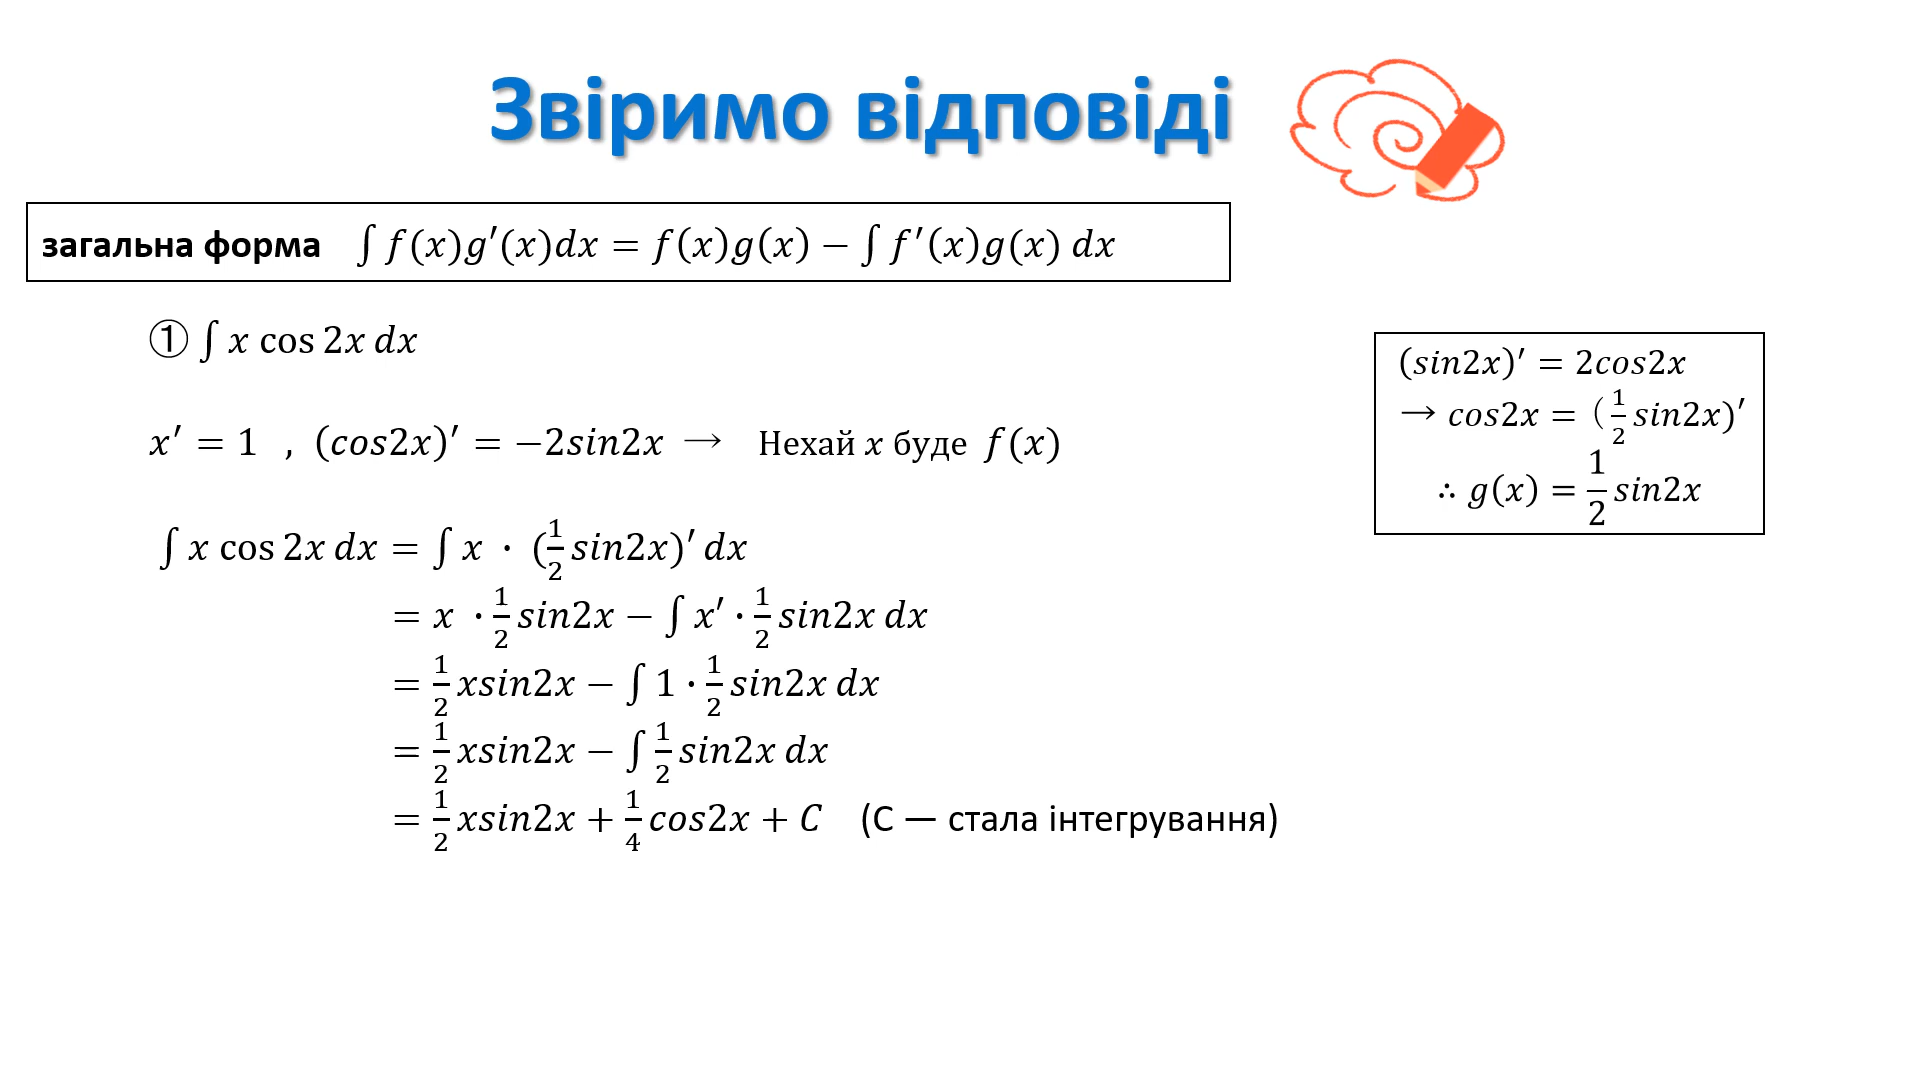 Звіримо відповіді
загальна форма ∫ f(x)g′(x)dx = f(x)g(x) − ∫ f′(x)g(x) dx
① ∫ x cos 2x dx
x′ = 1 , (cos2x)′ = −2sin2x → Нехай x буде f(x)
∫ x cos 2x dx = ∫ x · (1/2 sin2x)′ dx
= x · 1/2 sin2x − ∫ x′ · 1/2 sin2x dx
= 1/2 xsin2x − ∫ 1 · 1/2 sin2x dx
= 1/2 xsin2x − ∫ 1/2 sin2x dx
= 1/2 xsin2x + 1/4 cos2x + C (C — стала інтегрування)
(sin2x)′ = 2cos2x
→ cos2x = (1/2 sin2x)′
∴ g(x) = 1/2 sin2x